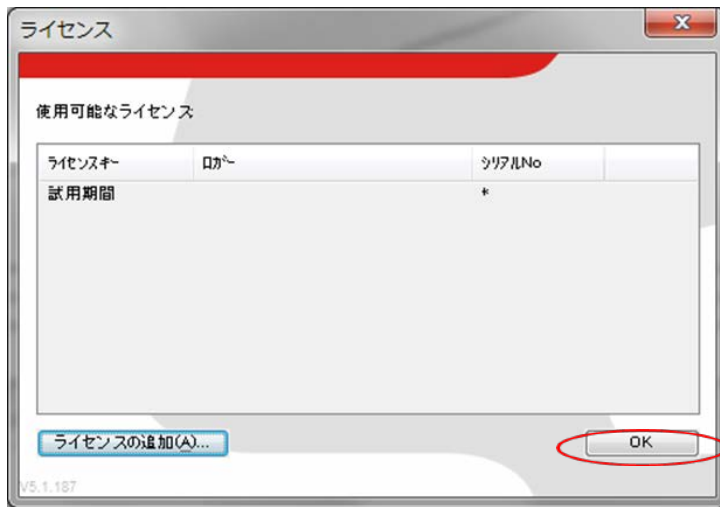 ライセンス
使用可能なライセンス:
ライセンスキー ロガー シリアルNo
試用期間 *
ライセンスの追加(A)... OK
V5.1.187